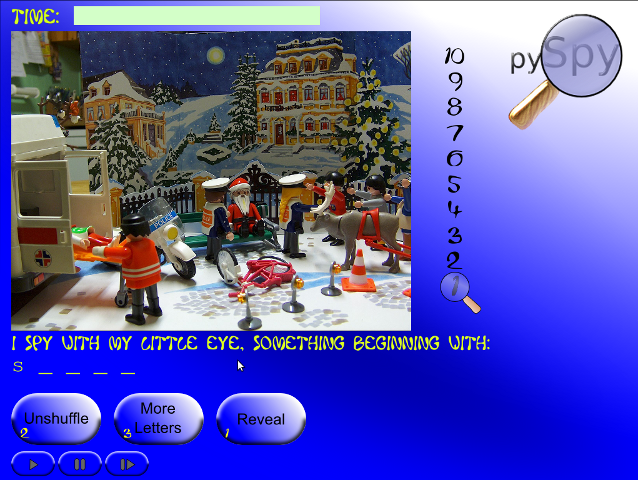 TIME:
pySpy
10
9
8
7
6
5
4
3
2
1
POLICE
I SPY WITH MY LITTLE EYE, SOMETHING BEGINNING WITH:
S _ _ _ _
Unshuffle
2
More
Letters
3
Reveal
1